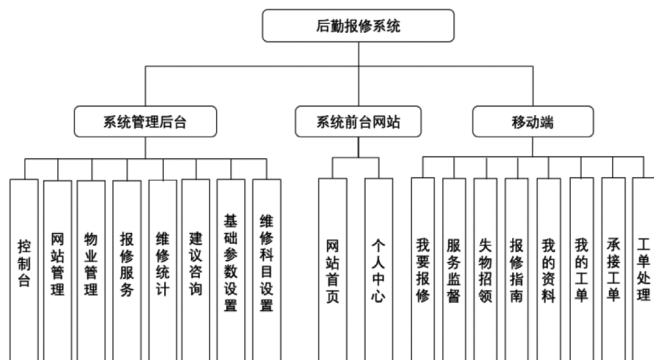 后勤报修系统
系统管理后台
系统前台网站
移动端
控制台
网站管理
物业管理
报修服务
维修统计
建议咨询
基础参数设置
维修科目设置
网站首页
个人中心
我要报修
服务监督
失物招领
报修指南
我的资料
我的工单
承接工单
工单处理